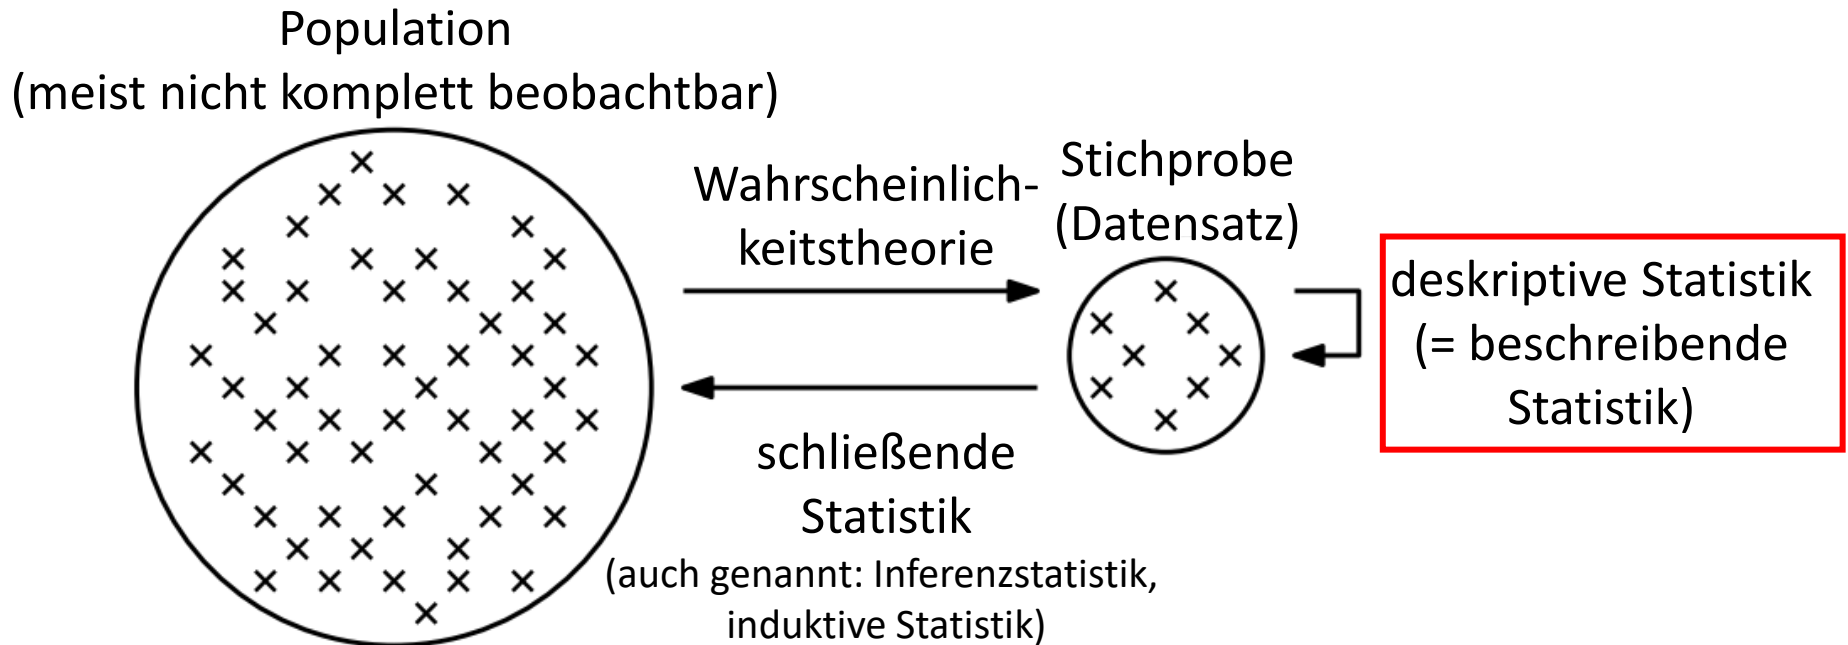 Population
(meist nicht komplett beobachtbar)
Wahrscheinlich-
keitstheorie
Stichprobe
(Datensatz)
deskriptive Statistik
(= beschreibende
Statistik)
schließende
Statistik
(auch genannt: Inferenzstatistik,
induktive Statistik)